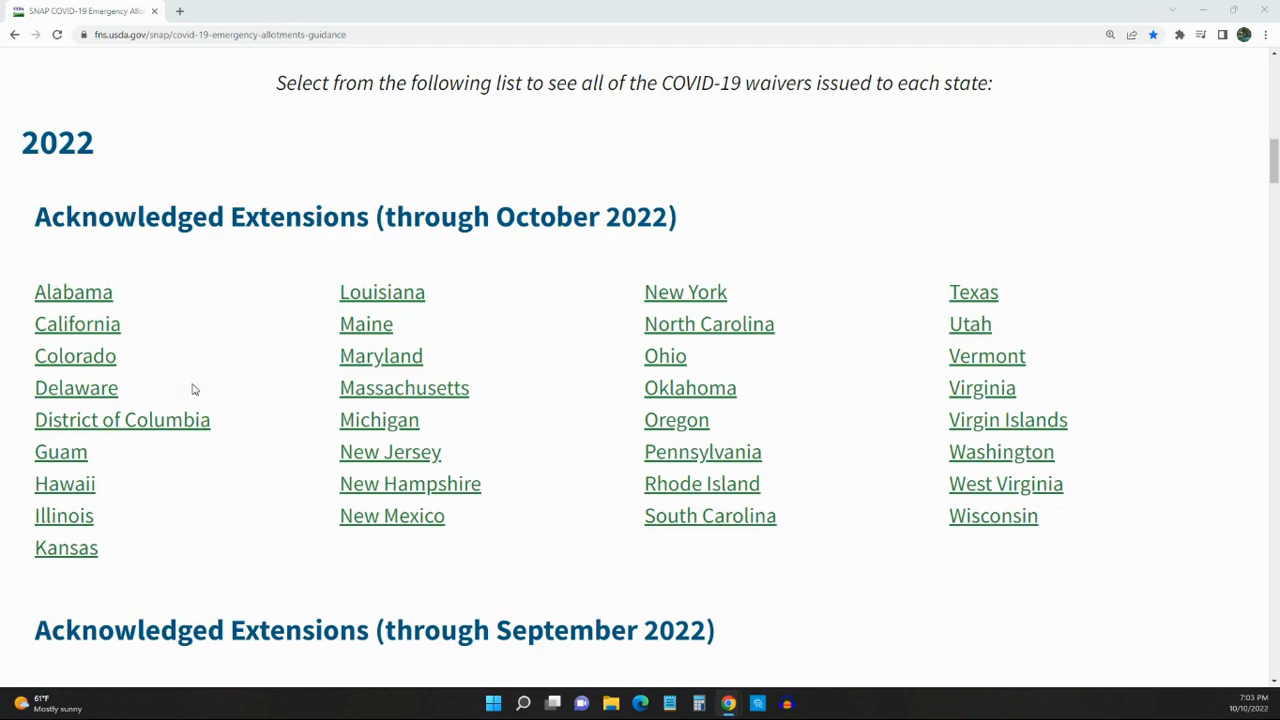 SNAP COVID-19 Emergency Allot
fns.usda.gov/snap/covid-19-emergency-allotments-guidance
Select from the following list to see all of the COVID-19 waivers issued to each state:
2022
Acknowledged Extensions (through October 2022)
Alabama
California
Colorado
Delaware
District of Columbia
Guam
Hawaii
Illinois
Kansas
Louisiana
Maine
Maryland
Massachusetts
Michigan
New Jersey
New Hampshire
New Mexico
New York
North Carolina
Ohio
Oklahoma
Oregon
Pennsylvania
Rhode Island
South Carolina
Texas
Utah
Vermont
Virginia
Virgin Islands
Washington
West Virginia
Wisconsin
Acknowledged Extensions (through September 2022)
61°F
Mostly sunny
7:03 PM
10/10/2022